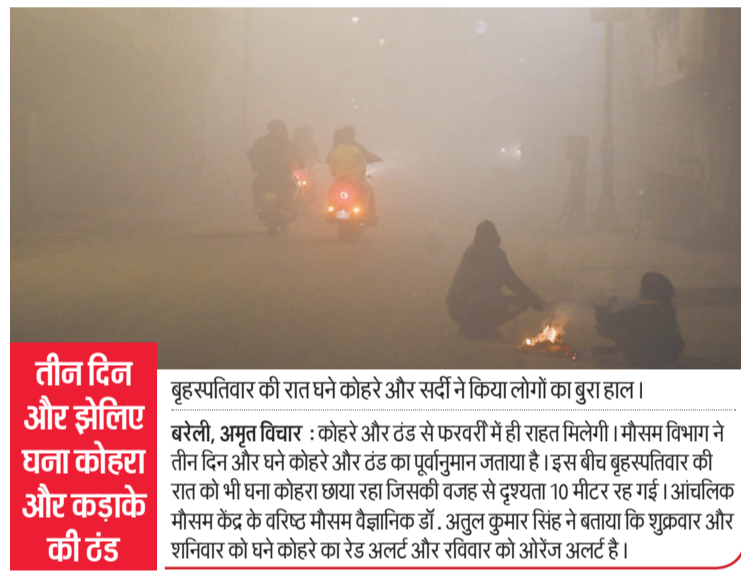 तीन दिन
और झेलिए
घना कोहरा
और कड़ाके
की ठंड
बृहस्पतिवार की रात घने कोहरे और सर्दी ने किया लोगों का बुरा हाल।
बरेली, अमृत विचार : कोहरे और ठंड से फरवरीं में ही राहत मिलेगी। मौसम विभाग ने
तीन दिन और घने कोहरे और ठंड का पूर्वानुमान जताया है। इस बीच बृहस्पतिवार की
रात को भी घना कोहरा छाया रहा जिसकी वजह से दृश्यता 10 मीटर रह गई। आंचलिक
मौसम केंद्र के वरिष्ठ मौसम वैज्ञानिक डॉ. अतुल कुमार सिंह ने बताया कि शुक्रवार और
शनिवार को घने कोहरे का रेड अलर्ट और रविवार को ओरेंज अलर्ट है।